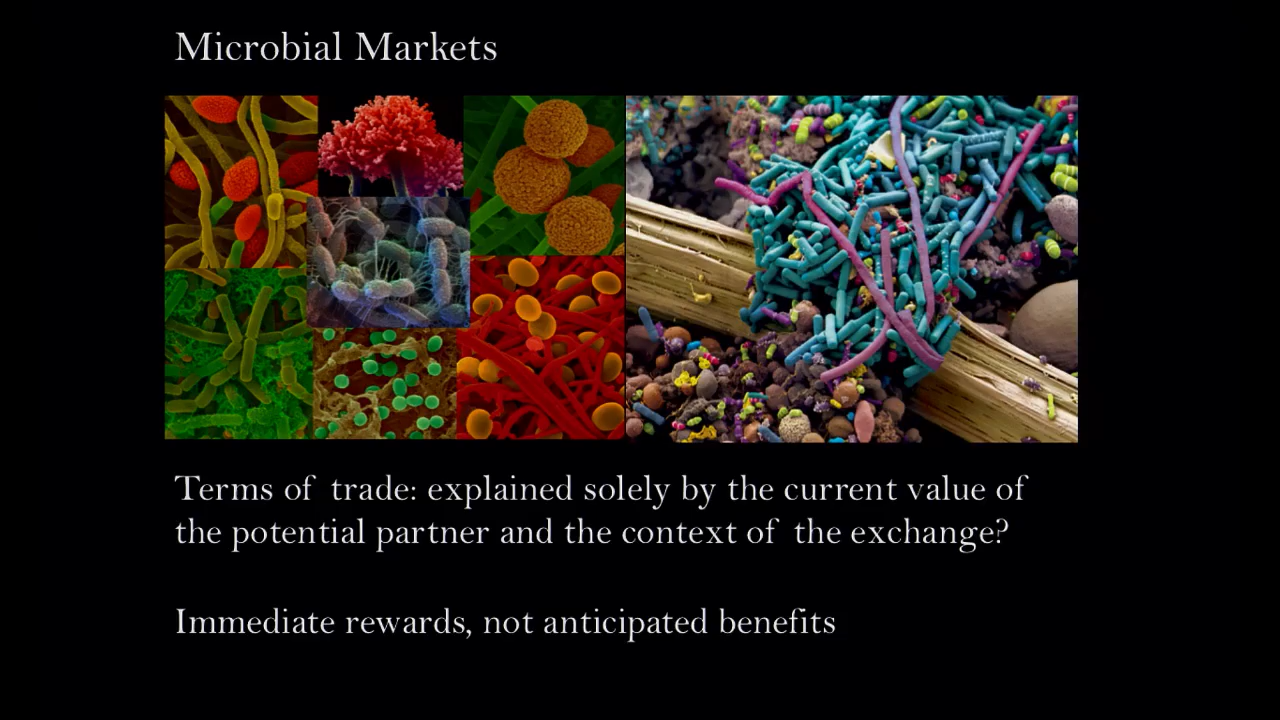 Microbial Markets
Terms of trade: explained solely by the current value of
the potential partner and the context of the exchange?
Immediate rewards, not anticipated benefits